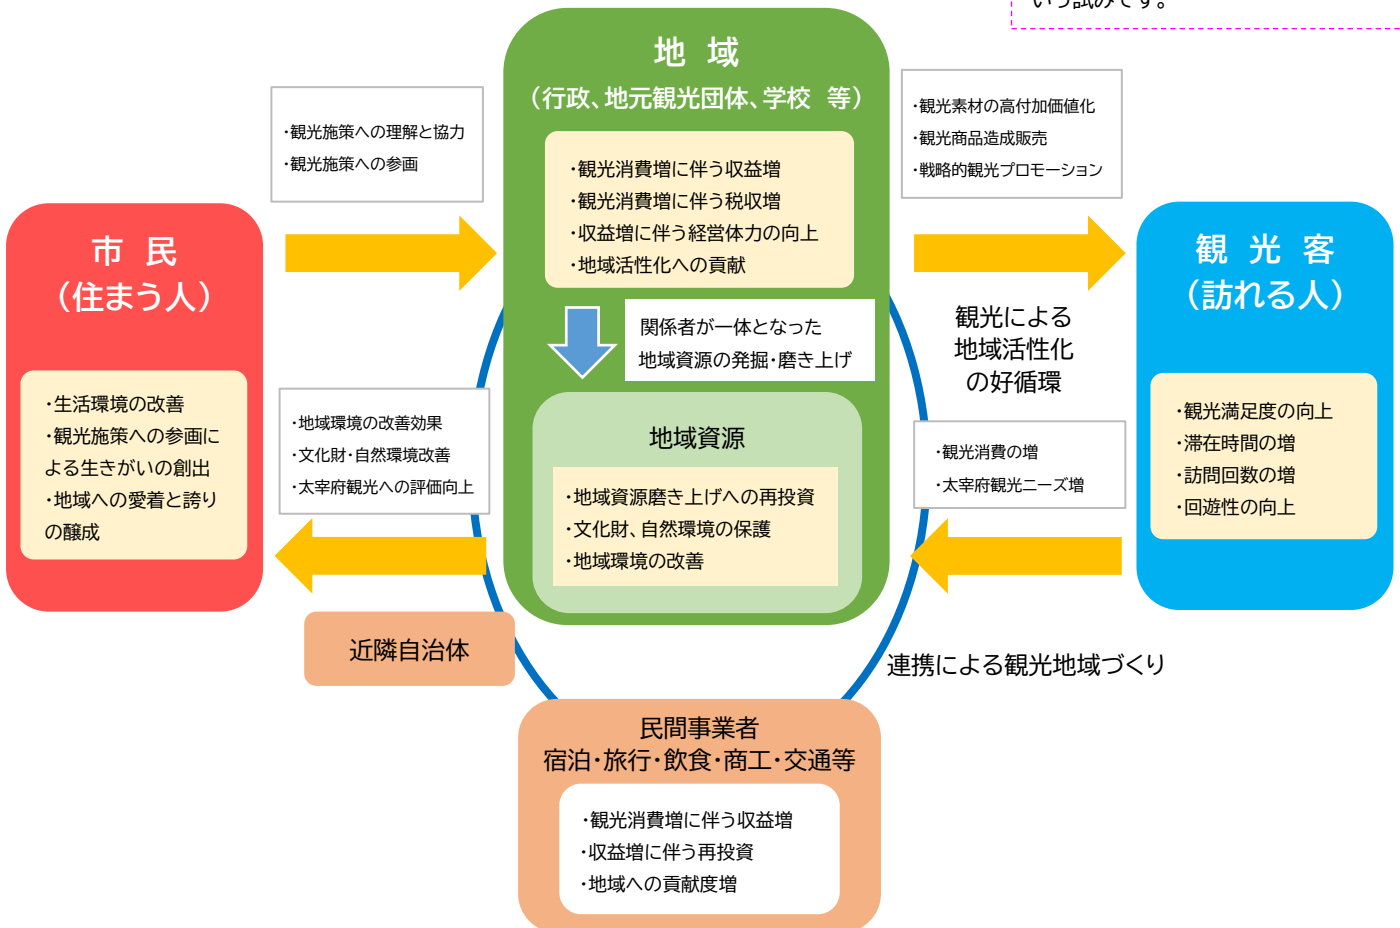 いう試みです。
地 域
（行政、地元観光団体、学校 等）
・観光消費増に伴う収益増
・観光消費増に伴う税収増
・収益増に伴う経営体力の向上
・地域活性化への貢献
・観光施策への理解と協力
・観光施策への参画
・観光素材の高付加価値化
・観光商品造成販売
・戦略的観光プロモーション
市 民
（住まう人）
・生活環境の改善
・観光施策への参画に
よる生きがいの創出
・地域への愛着と誇り
の醸成
観 光 客
（訪れる人）
・観光満足度の向上
・滞在時間の増
・訪問回数の増
・回遊性の向上
関係者が一体となった
地域資源の発掘・磨き上げ
観光による
地域活性化
の好循環
・地域環境の改善効果
・文化財・自然環境改善
・太宰府観光への評価向上
地域資源
・地域資源磨き上げへの再投資
・文化財、自然環境の保護
・地域環境の改善
・観光消費の増
・太宰府観光ニーズ増
近隣自治体
連携による観光地域づくり
民間事業者
宿泊・旅行・飲食・商工・交通等
・観光消費増に伴う収益増
・収益増に伴う再投資
・地域への貢献度増